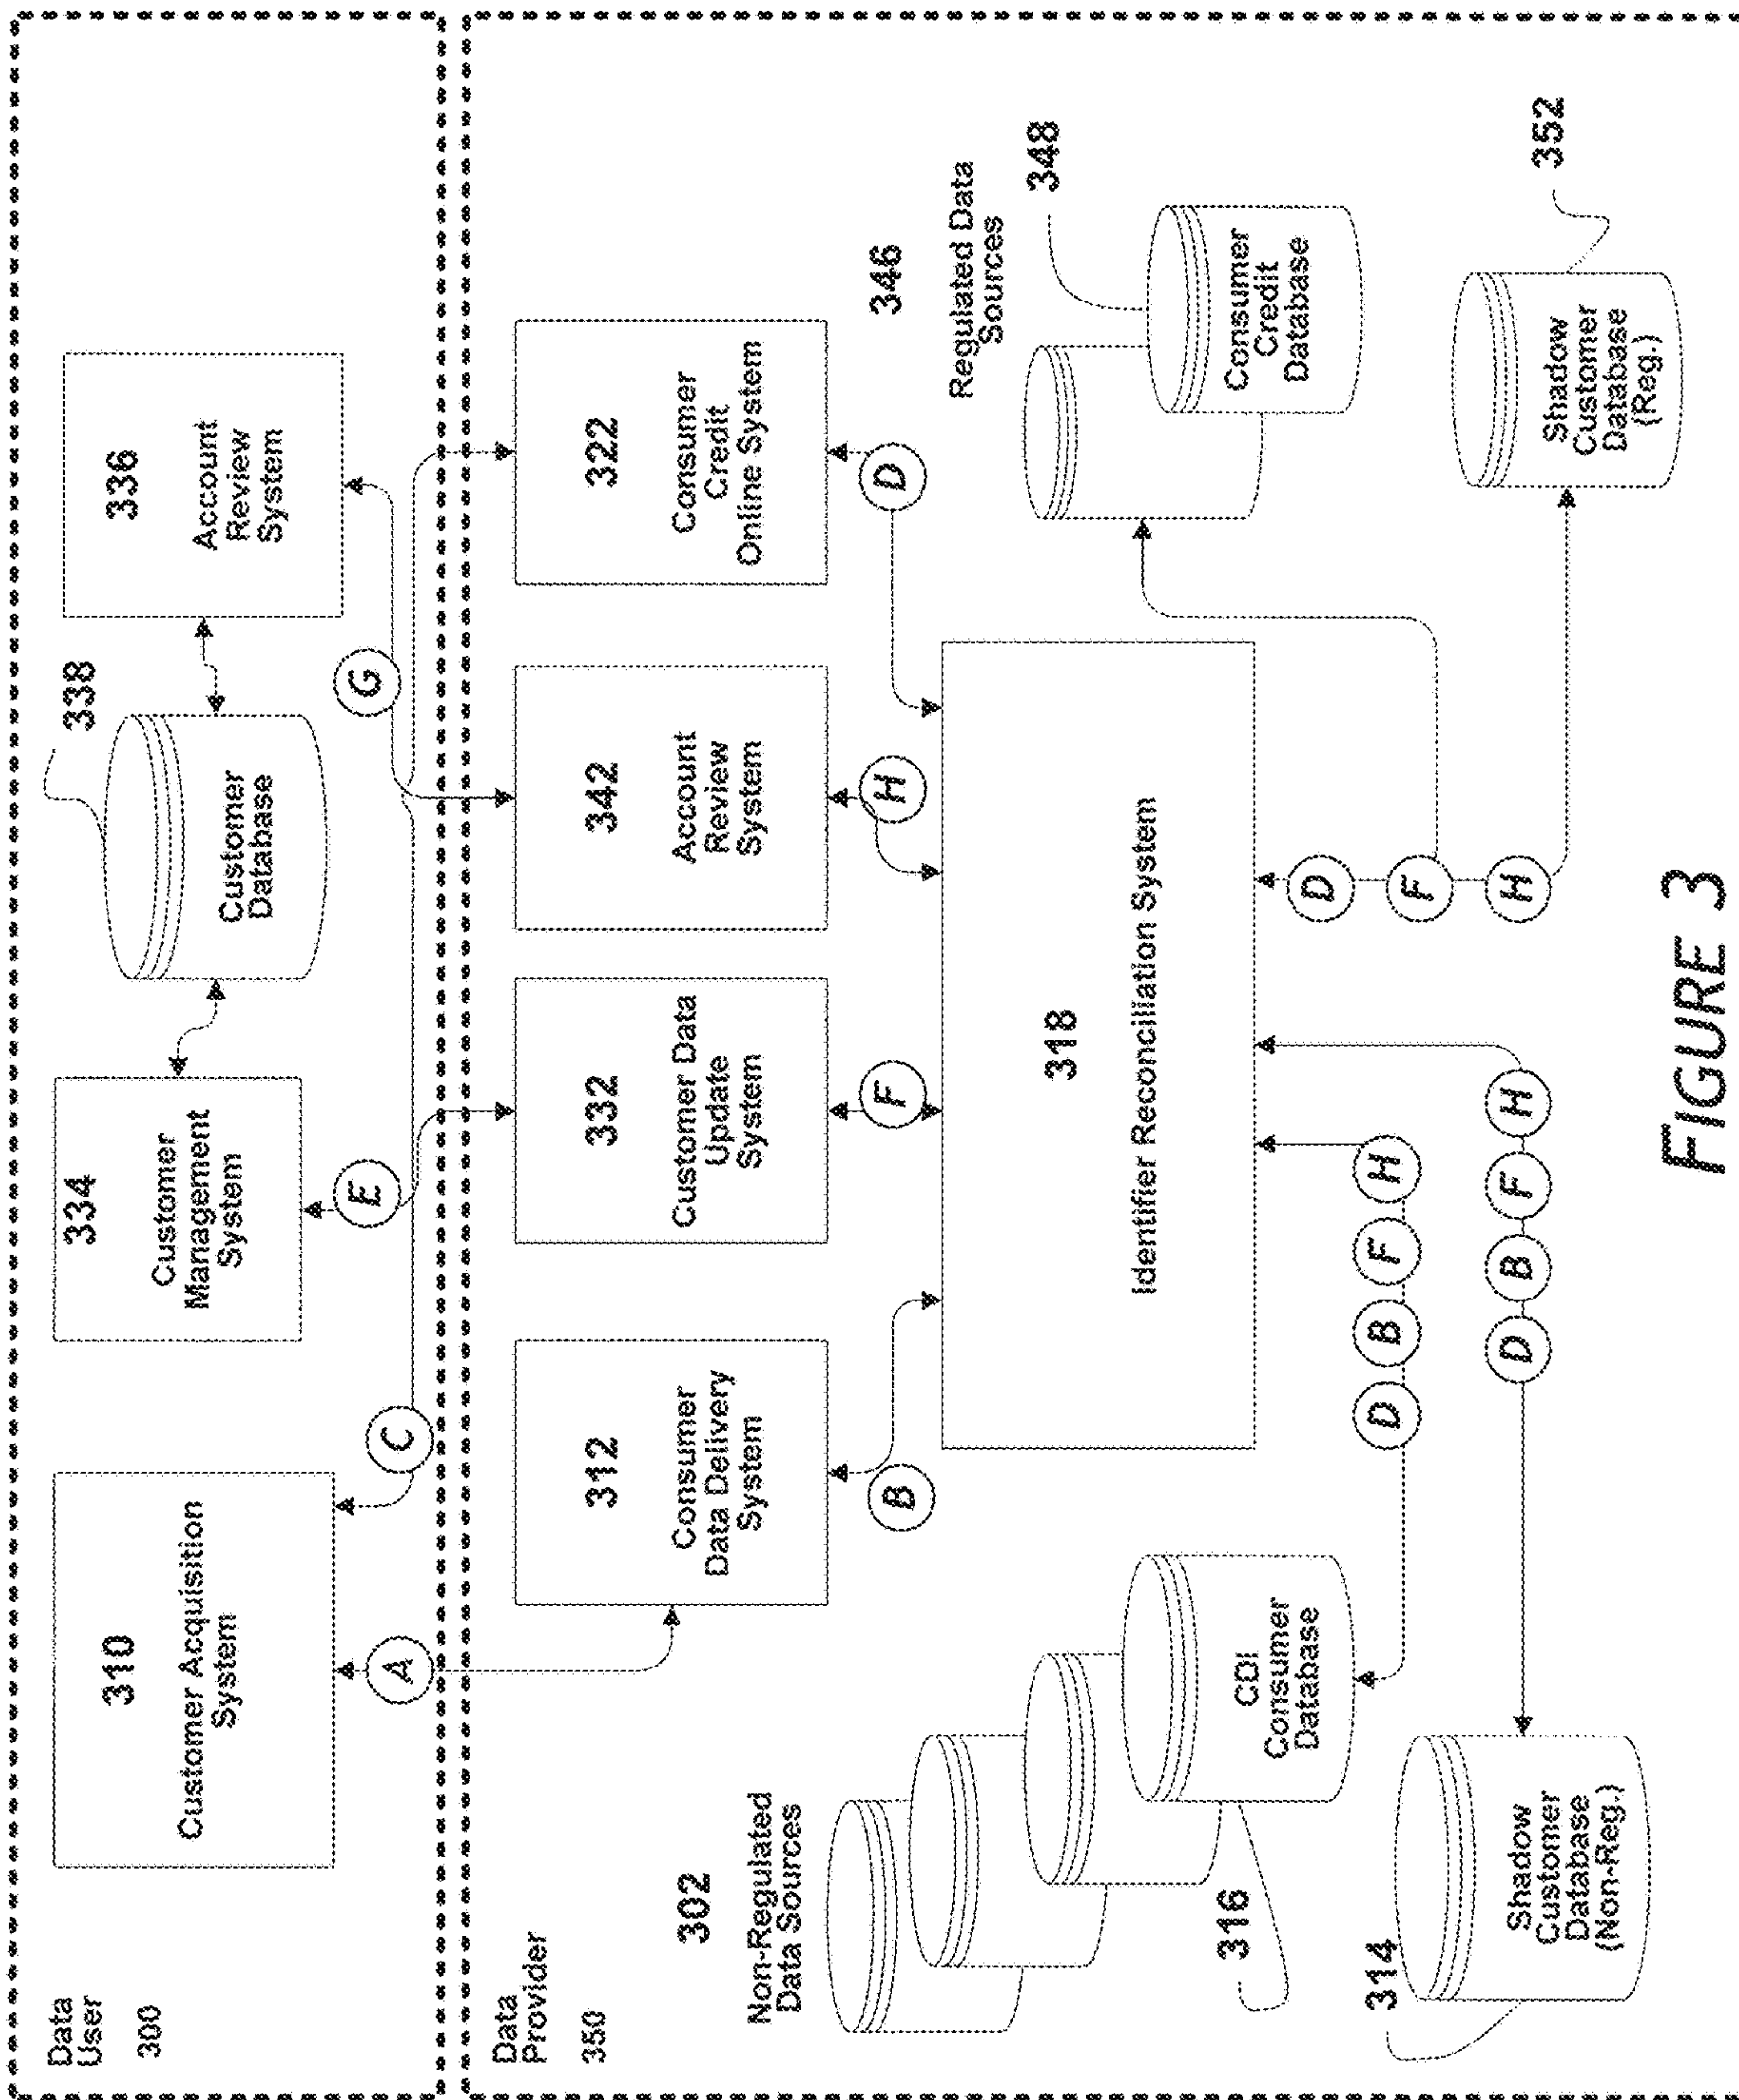 Data
User
300
310
Customer Acquisition
System
334
Customer
Management
System
338
Customer
Database
336
Account
Review
System
A
C
E
G
Data
Provider
350
312
Consumer
Data Delivery
System
332
Customer Data
Update
System
342
Account
Review
System
322
Consumer
Credit
Online System
B
F
H
D
302
Non-Regulated
Data Sources
318
Identifier Reconciliation System
346
Regulated Data
Sources
348
Consumer
Credit
Database
316
CDI
Consumer
Database
D
B
F
H
D
F
H
314
Shadow
Customer
Database
(Non-Reg.)
D
B
F
H
352
Shadow
Customer
Database
(Reg.)
FIGURE 3